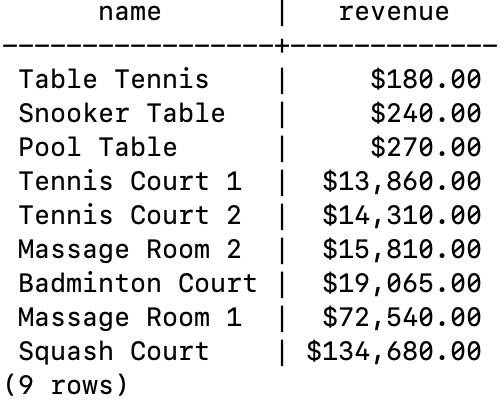 name | revenue
-----------------+-------------
Table Tennis | $180.00
Snooker Table | $240.00
Pool Table | $270.00
Tennis Court 1 | $13,860.00
Tennis Court 2 | $14,310.00
Massage Room 2 | $15,810.00
Badminton Court | $19,065.00
Massage Room 1 | $72,540.00
Squash Court | $134,680.00
(9 rows)